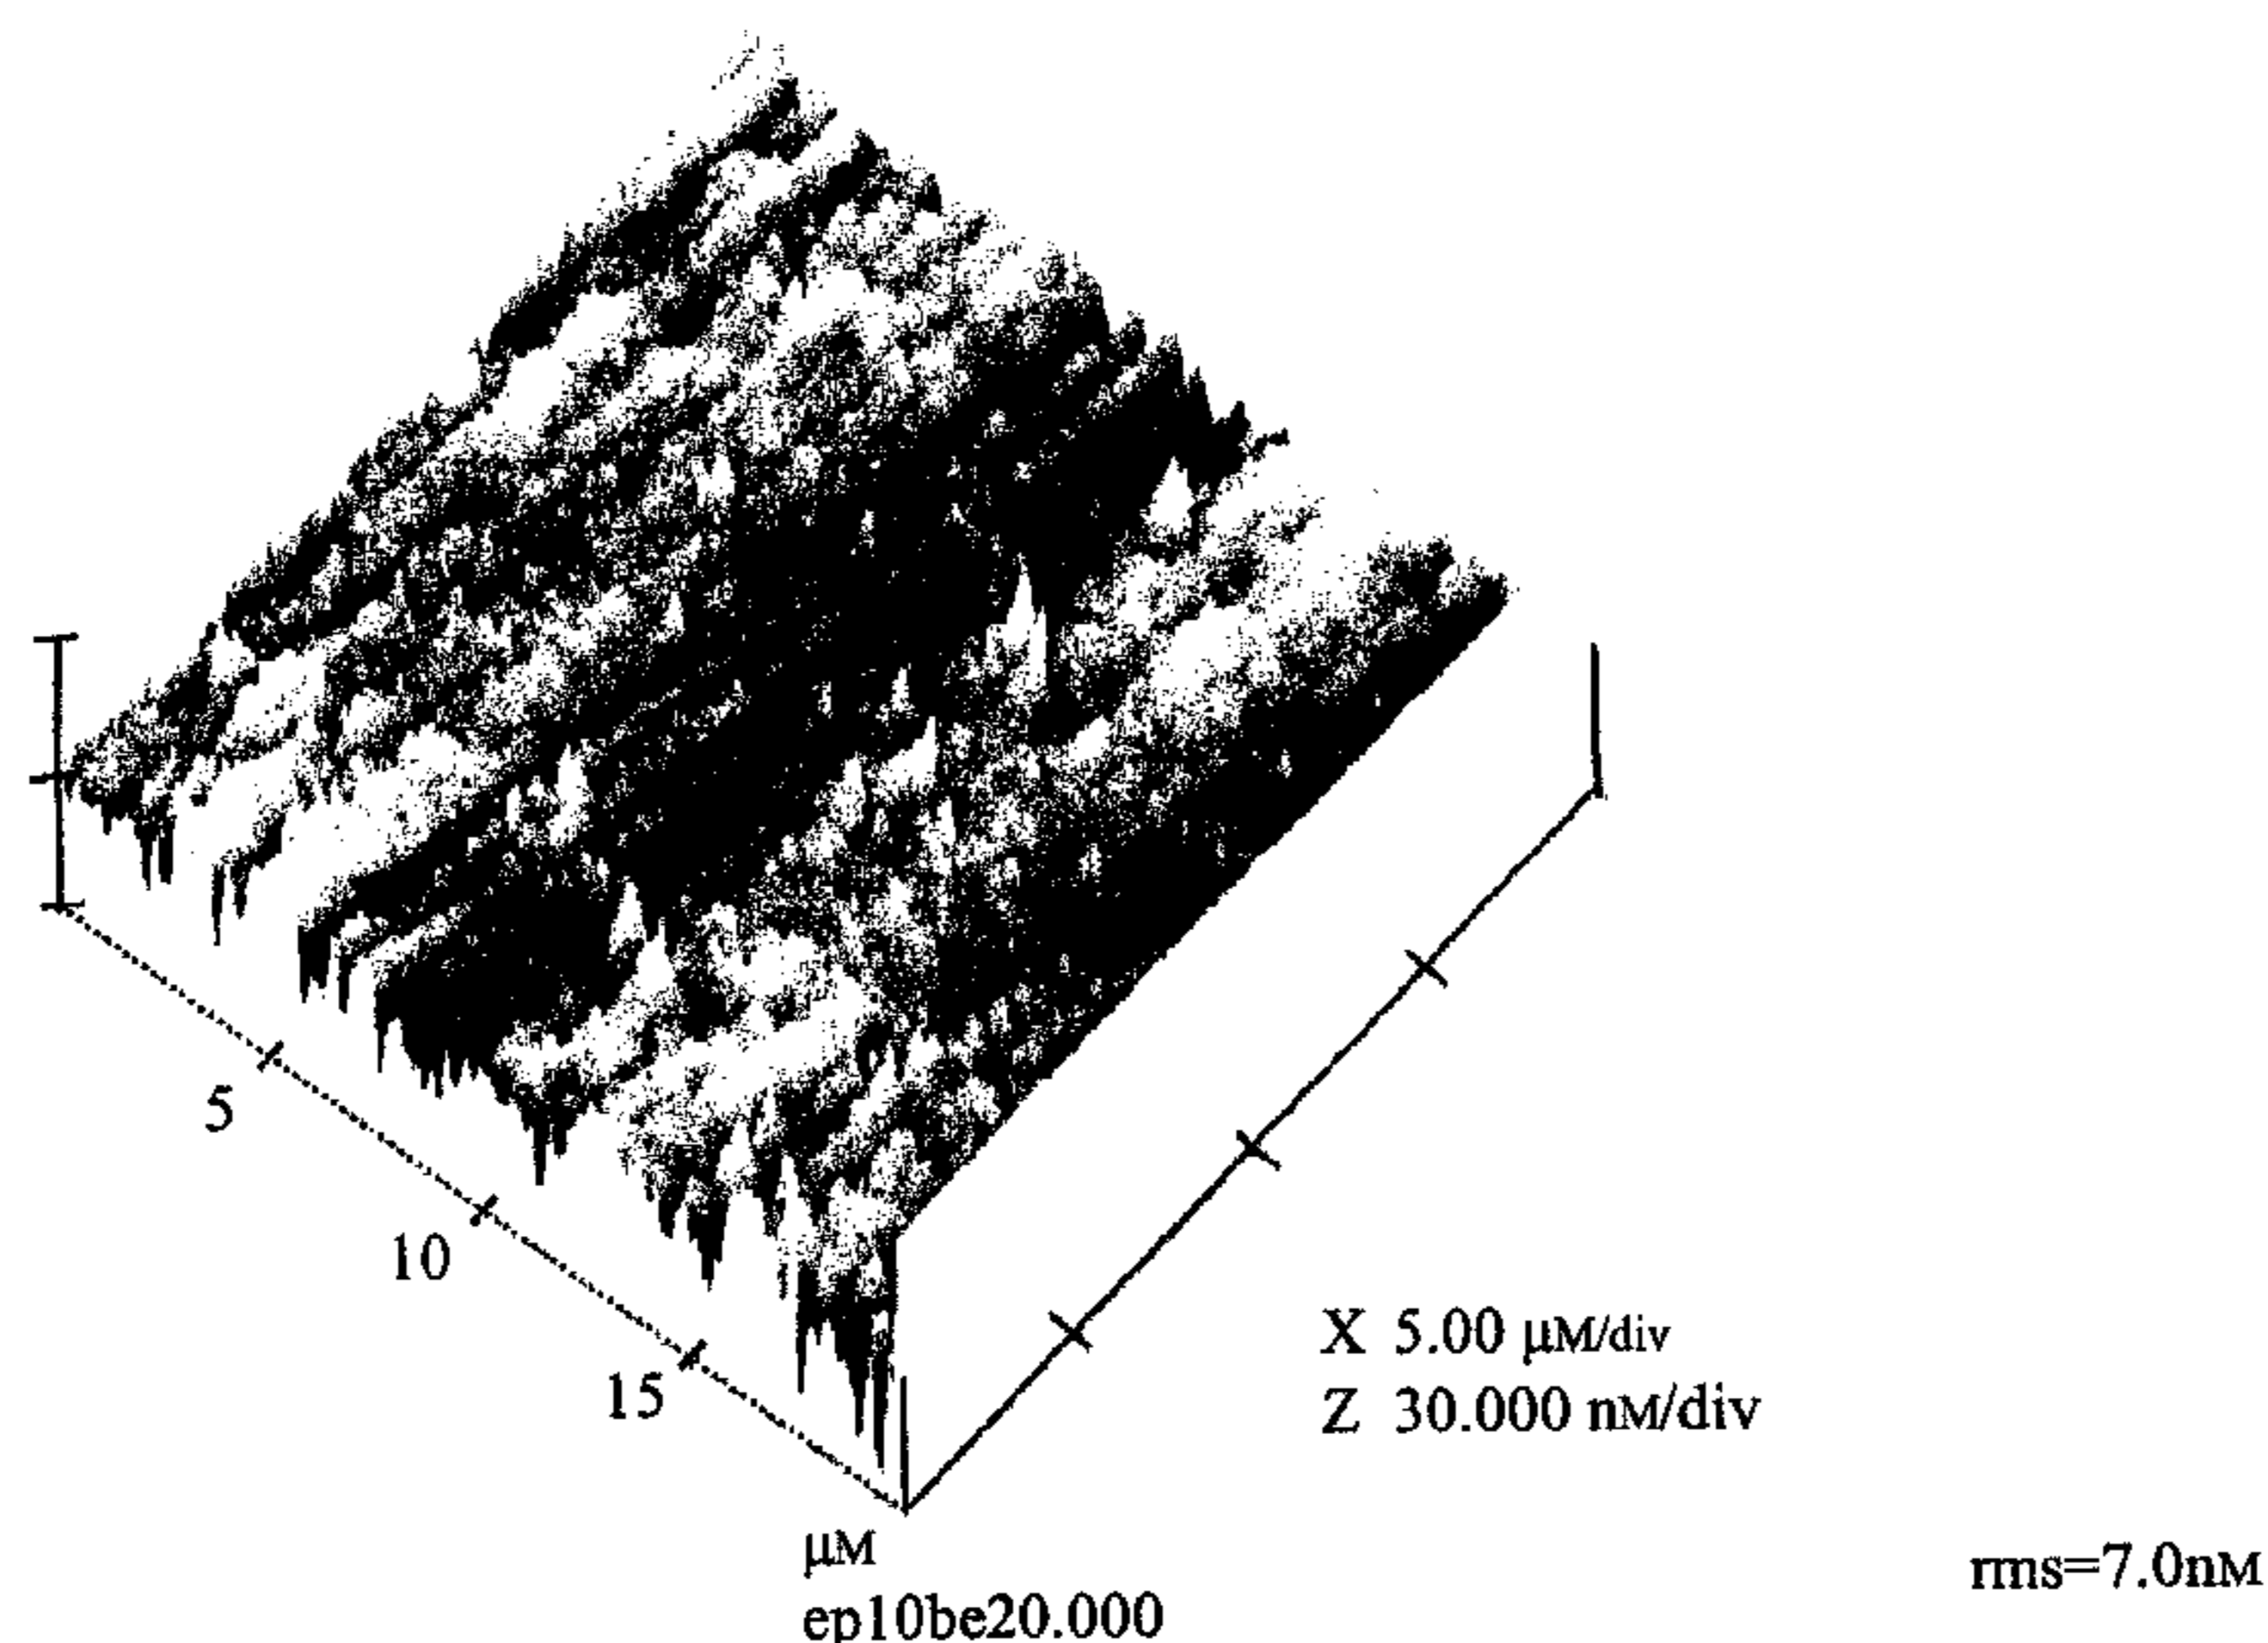 5
10
15
X 5.00 μM/div
Z 30.000 nM/div
μM
rms=7.0nM
ep10be20.000